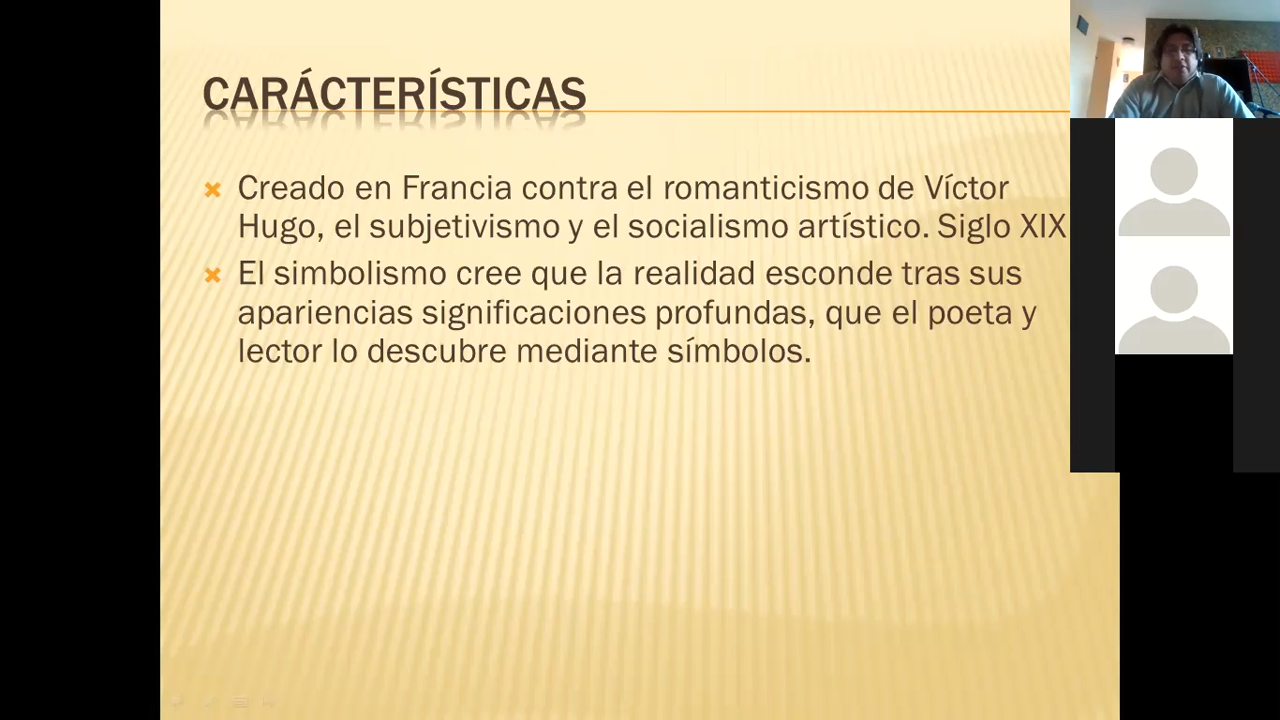 CARÁCTERÍSTICAS
Creado en Francia contra el romanticismo de Víctor
Hugo, el subjetivismo y el socialismo artístico. Siglo XIX
El simbolismo cree que la realidad esconde tras sus
apariencias significaciones profundas, que el poeta y
lector lo descubre mediante símbolos.